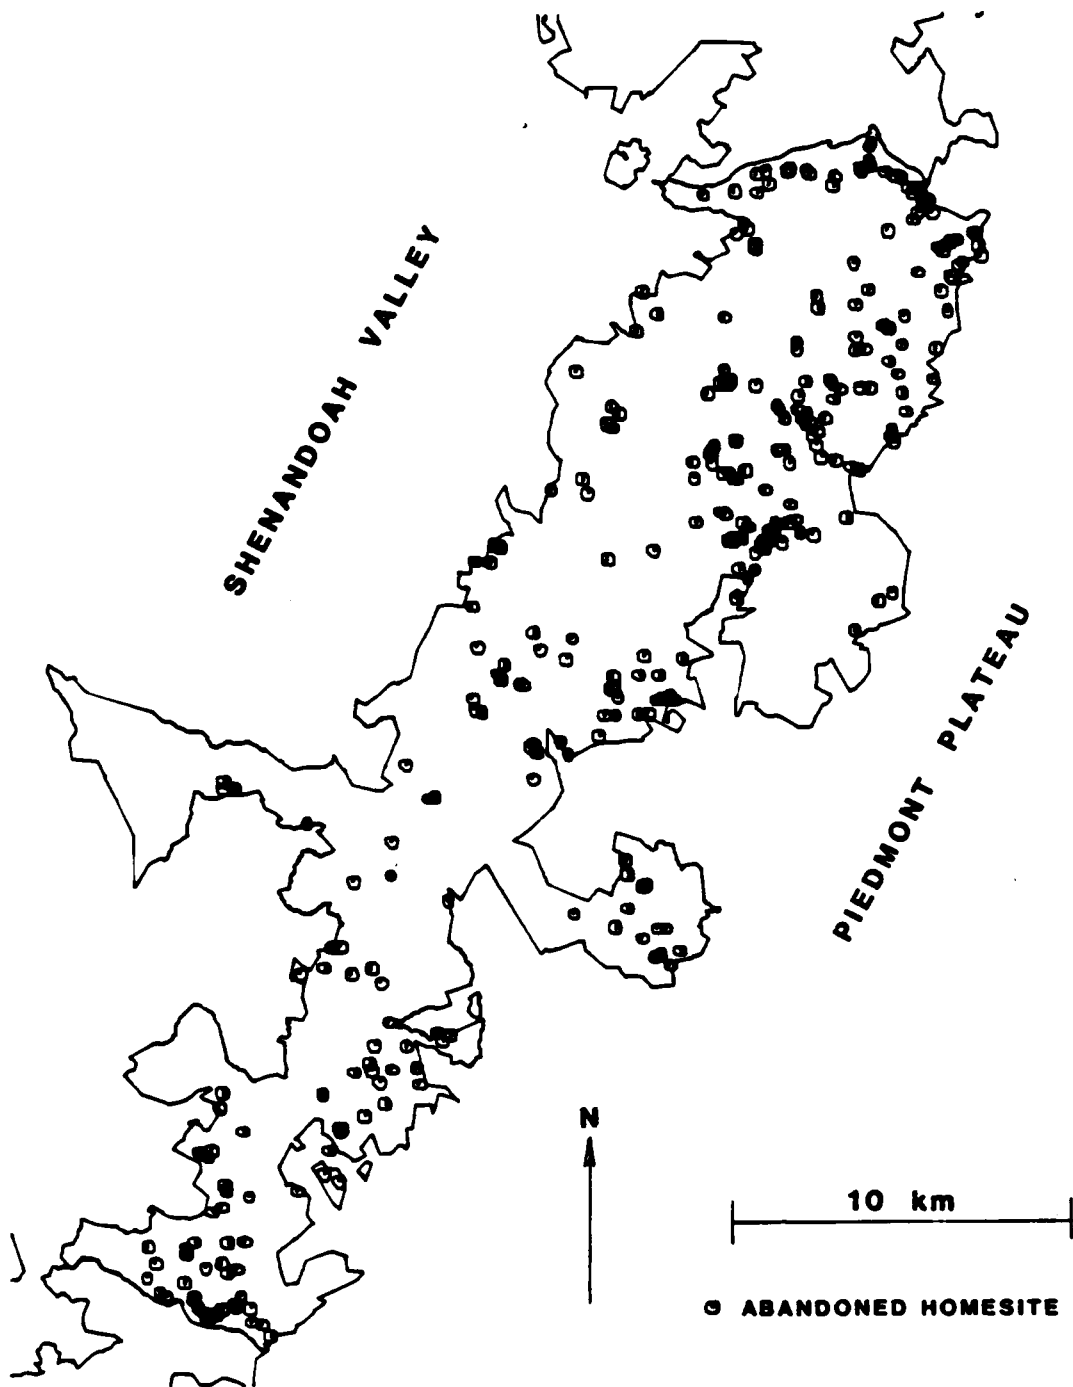 SHENANDOAH VALLEY
PIEDMONT PLATEAU
N
10 km
ABANDONED HOMESITE